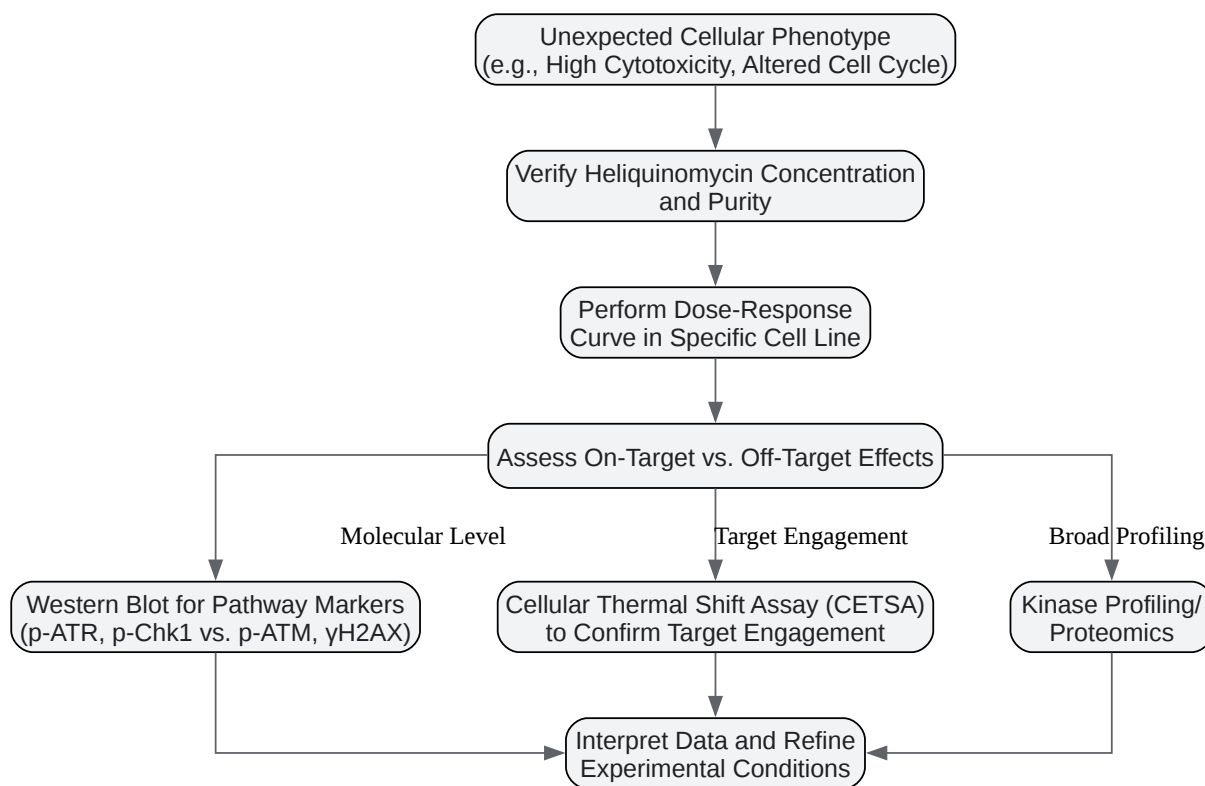 Unexpected Cellular Phenotype
(e.g., High Cytotoxicity, Altered Cell Cycle)
Verify Heliquinomycin Concentration
and Purity
Perform Dose-Response
Curve in Specific Cell Line
Assess On-Target vs. Off-Target Effects
Molecular Level
Target Engagement
Broad Profiling
Western Blot for Pathway Markers
(p-ATR, p-Chk1 vs. p-ATM, γH2AX)
Cellular Thermal Shift Assay (CETSA)
to Confirm Target Engagement
Kinase Profiling/
Proteomics
Interpret Data and Refine
Experimental Conditions